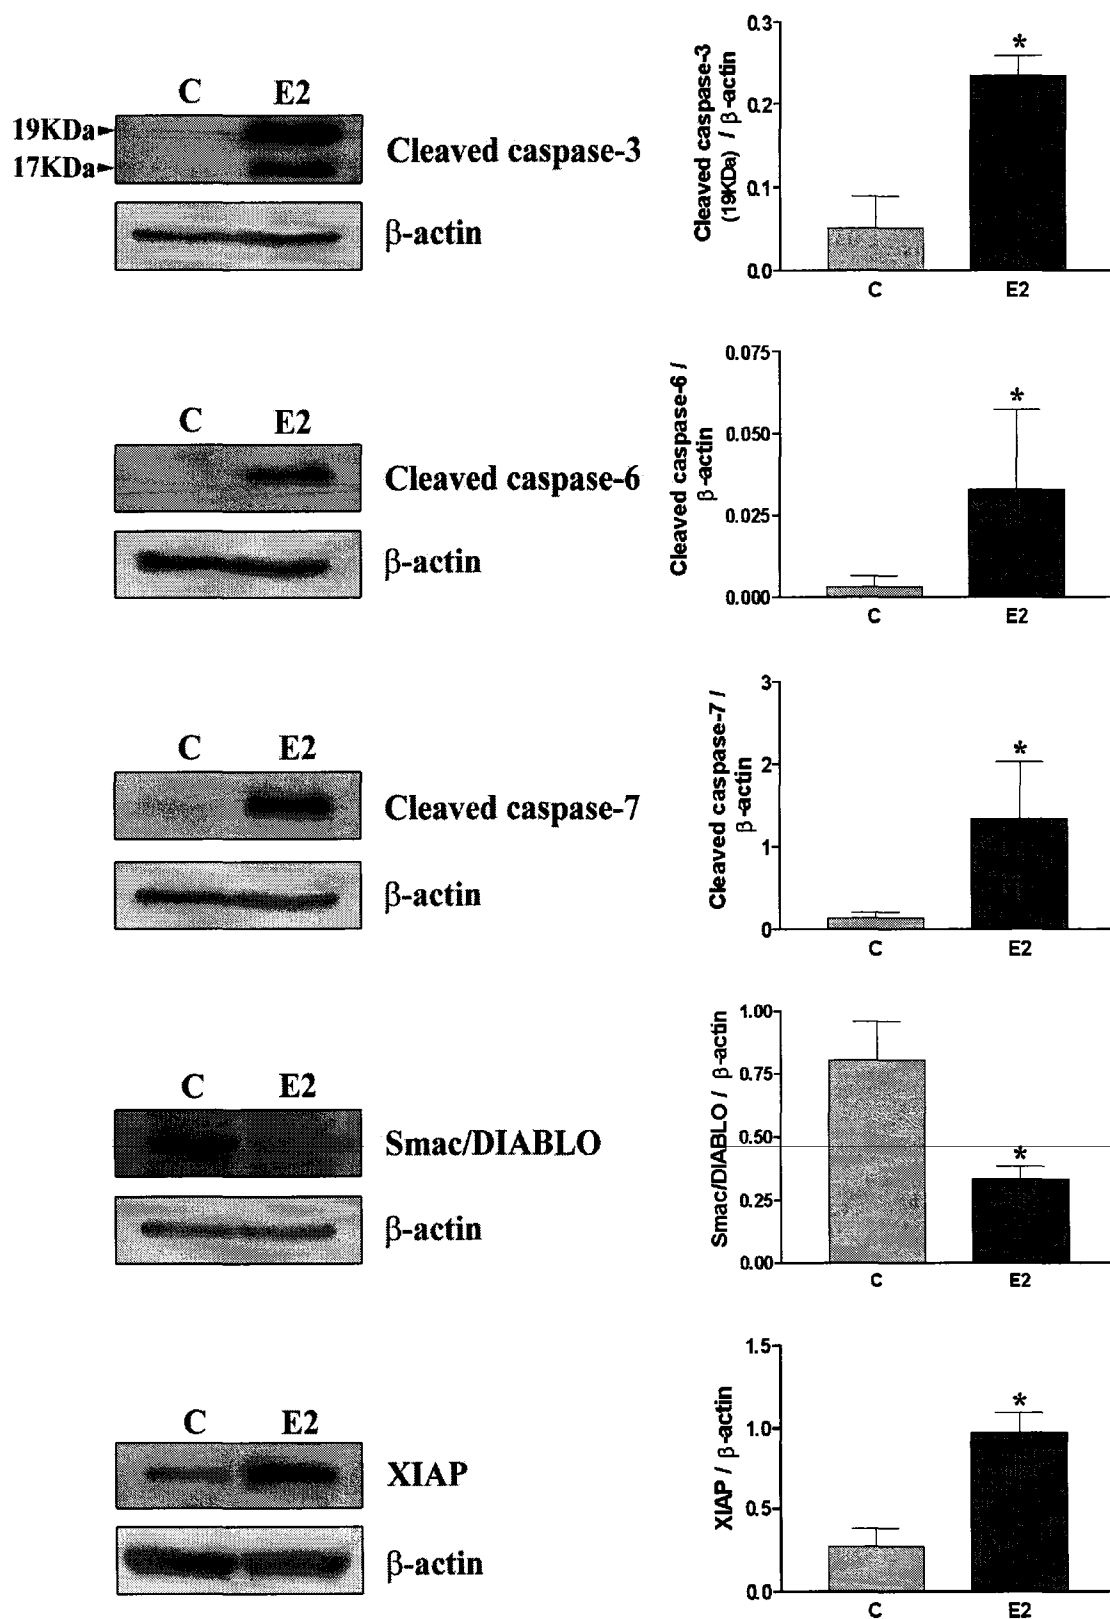 C E2
19KDa
17KDa
Cleaved caspase-3
β-actin
Cleaved caspase-3
(19KDa) / β-actin
0.3
0.2
0.1
0.0
*
C E2
C E2
Cleaved caspase-6
β-actin
Cleaved caspase-6 /
β-actin
0.075
0.050
0.025
0.000
*
C E2
C E2
Cleaved caspase-7
β-actin
Cleaved caspase-7 /
β-actin
3
2
1
0
*
C E2
C E2
Smac/DIABLO
β-actin
Smac/DIABLO / β-actin
1.00
0.75
0.50
0.25
0.00
*
C E2
C E2
XIAP
β-actin
XIAP / β-actin
1.5
1.0
0.5
0.0
*
C E2